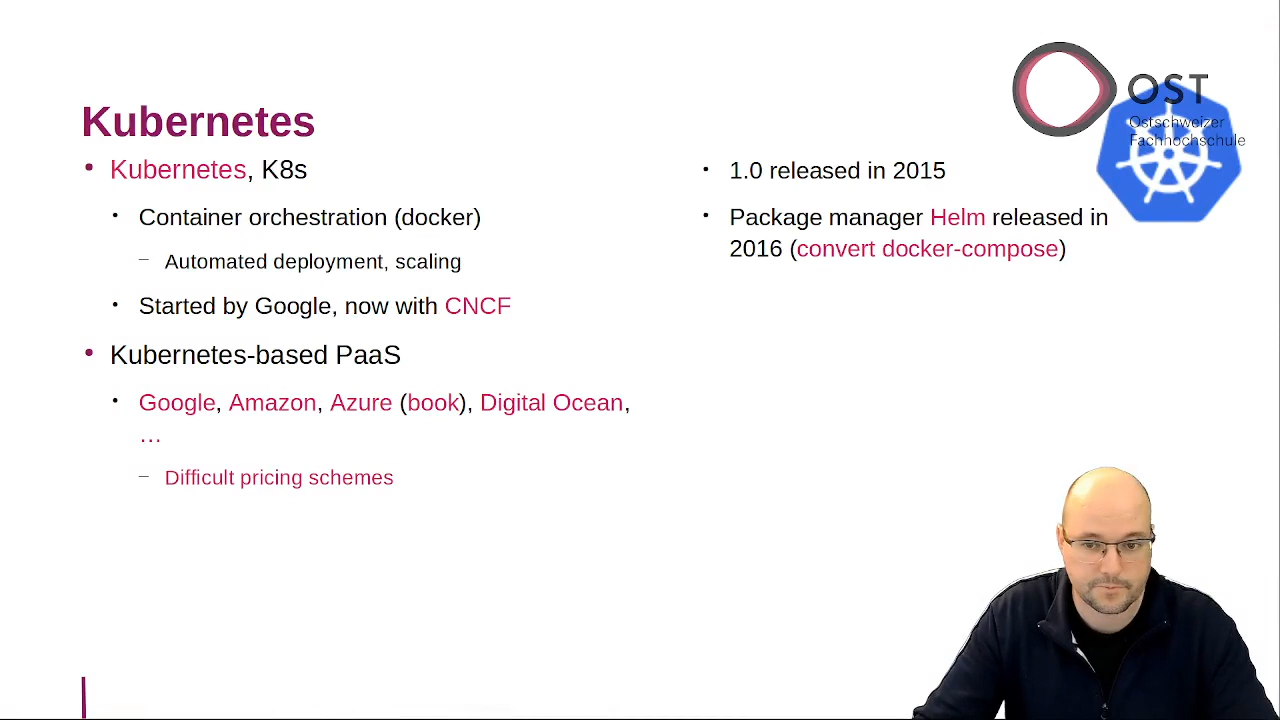 Kubernetes
Kubernetes, K8s
Container orchestration (docker)
Automated deployment, scaling
Started by Google, now with CNCF
Kubernetes-based PaaS
Google, Amazon, Azure (book), Digital Ocean,
…
Difficult pricing schemes
1.0 released in 2015
Package manager Helm released in
2016 (convert docker-compose)
OST
Ostschweizer
Fachhochschule